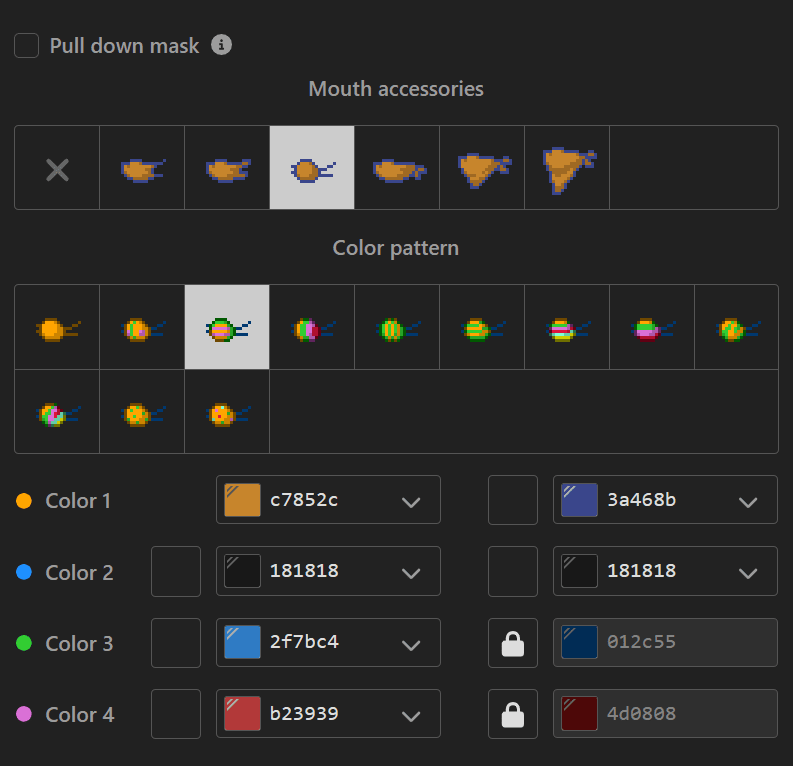 Pull down mask
Mouth accessories
Color pattern
Color 1 c7852c 3a468b
Color 2 181818 181818
Color 3 2f7bc4 012c55
Color 4 b23939 4d0808